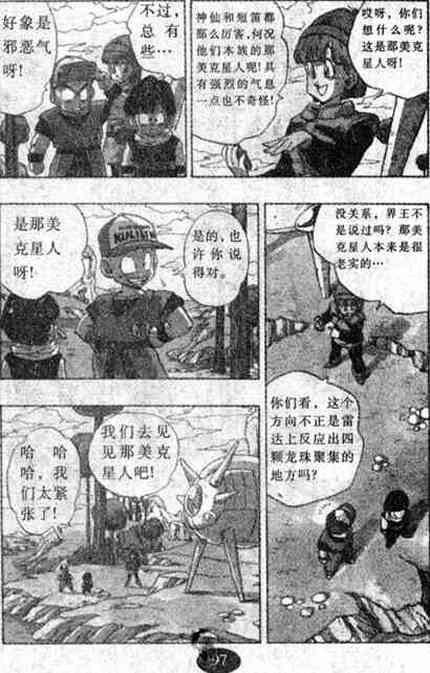 哎呀，你们
想什么呢？
这是那美克
星人呀！
神仙和短笛都
那么厉害，何况
他们本族的那
美克星人呢！具
有强烈的气息
一点也不奇怪！
不过，
总有
些…
好象是
邪恶气
呀！
没关系，界王不
是说过吗？那美
克星人本来是很
老实的…
你们看，这个
方向不正是雷
达上反应出四
颗龙珠聚集的
地方吗？
是的，也
许你说
得对。
是那美
克星人
呀！
我们去见
见那美克
星人吧！
哈哈
哈，我
们太紧
张了！
97